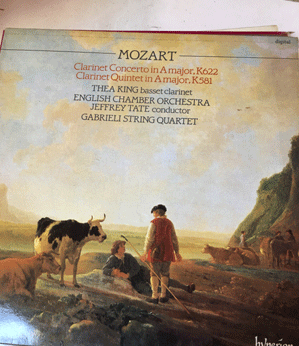 digital
MOZART
Clarinet Concerto in A major, K622
Clarinet Quintet in A major, K581
THEA KING basset clarinet
ENGLISH CHAMBER ORCHESTRA
JEFFREY TATE conductor
GABRIELI STRING QUARTET
hyperion